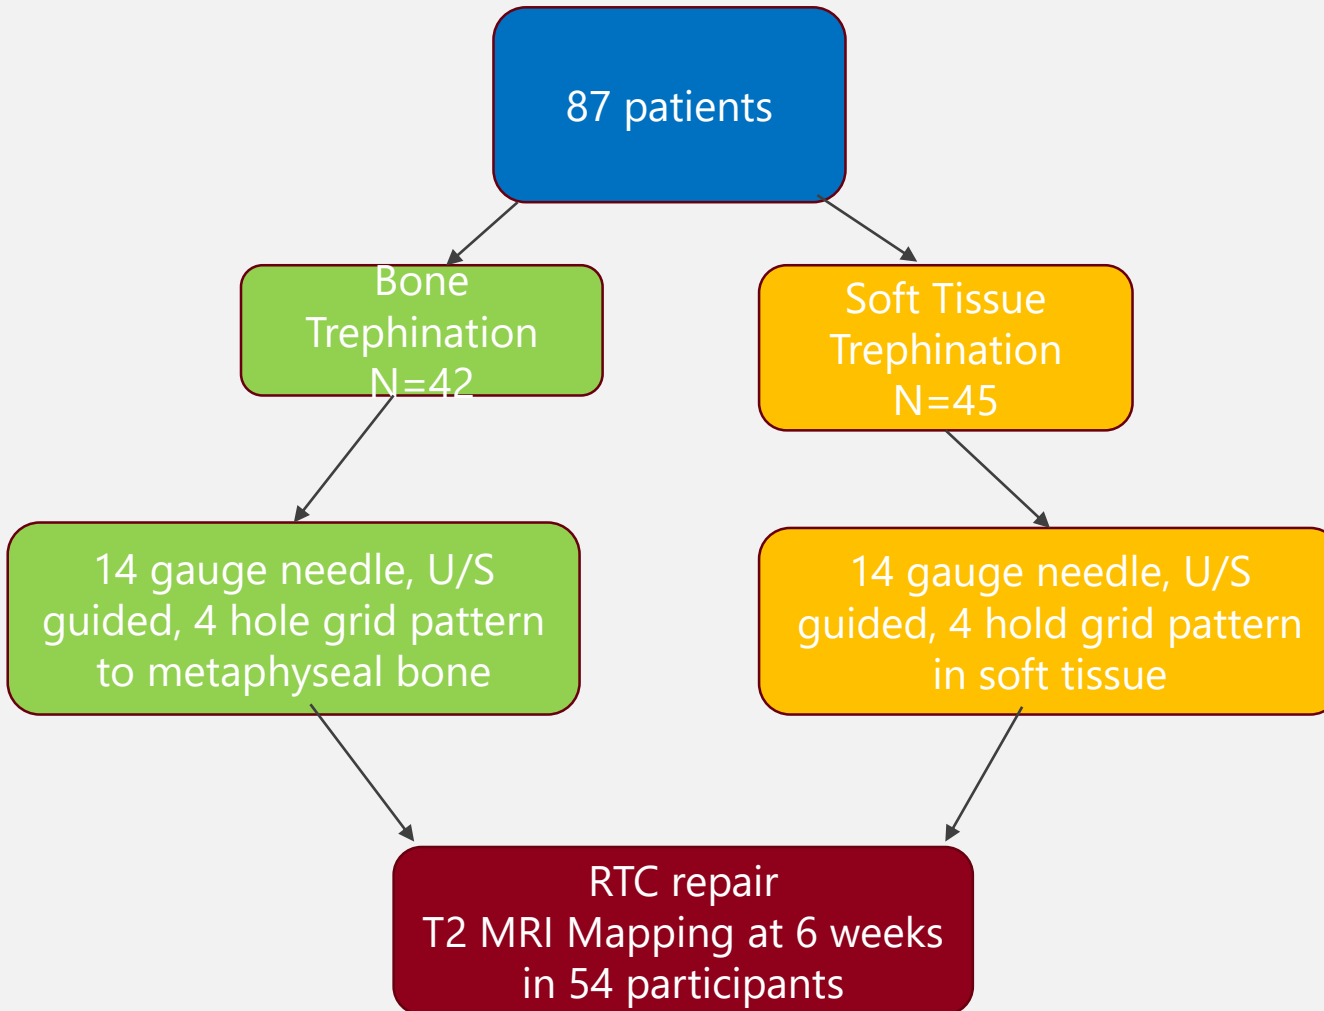 87 patients
Bone
Trephination
N=42
Soft Tissue
Trephination
N=45
14 gauge needle, U/S
guided, 4 hole grid pattern
to metaphyseal bone
14 gauge needle, U/S
guided, 4 hold grid pattern
in soft tissue
RTC repair
T2 MRI Mapping at 6 weeks
in 54 participants